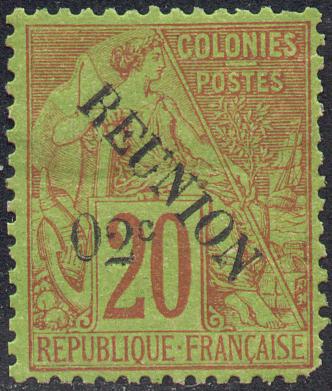 COLONIES
POSTES
REUNION
02c
20
REPUBLIQUE·FRANÇAISE